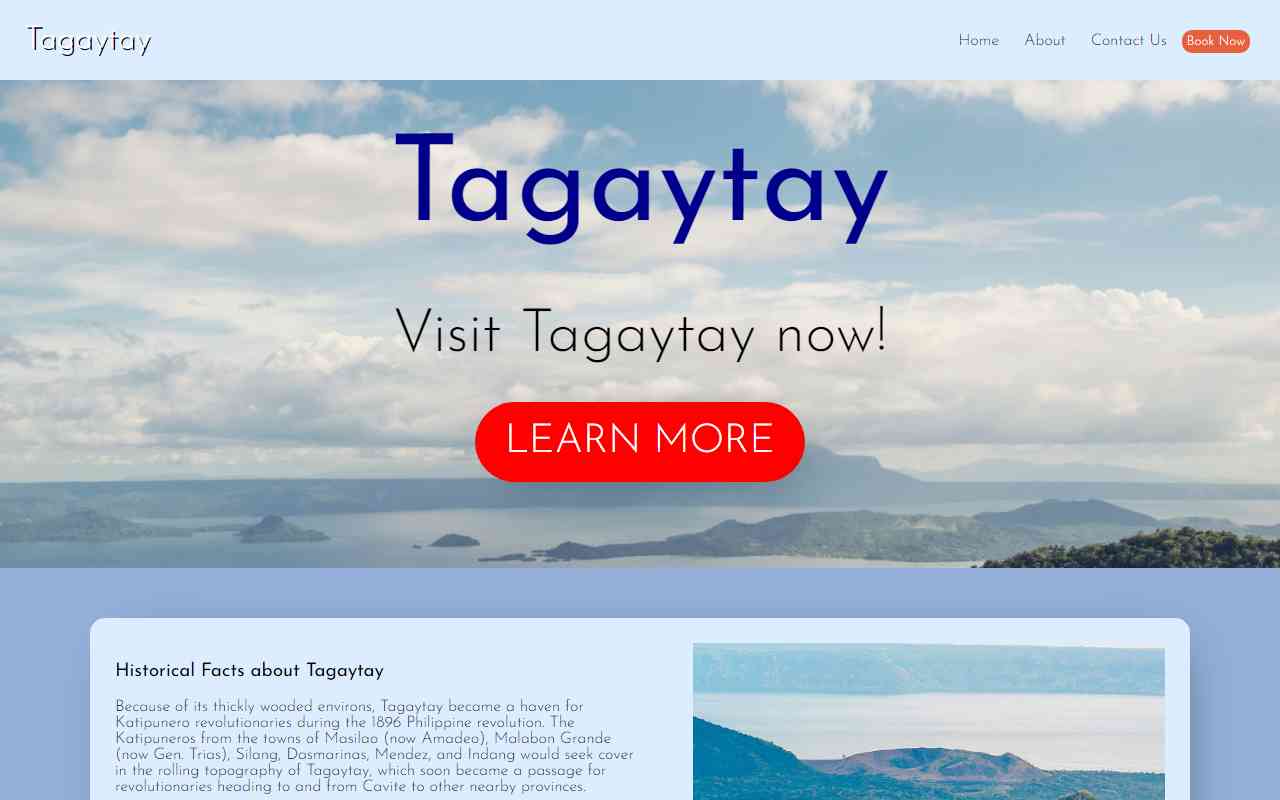 Tagaytay
Home
About
Contact Us
Book Now
Tagaytay
Visit Tagaytay now!
LEARN MORE
Historical Facts about Tagaytay
Because of its thickly wooded environs, Tagaytay became a haven for
Katipunero revolutionaries during the 1896 Philippine revolution. The
Katipuneros from the towns of Masilao (now Amadeo), Malabon Grande
(now Gen. Trias), Silang, Dasmarinas, Mendez, and Indang would seek cover
in the rolling topography of Tagaytay, which soon became a passage for
revolutionaries heading to and from Cavite to other nearby provinces.